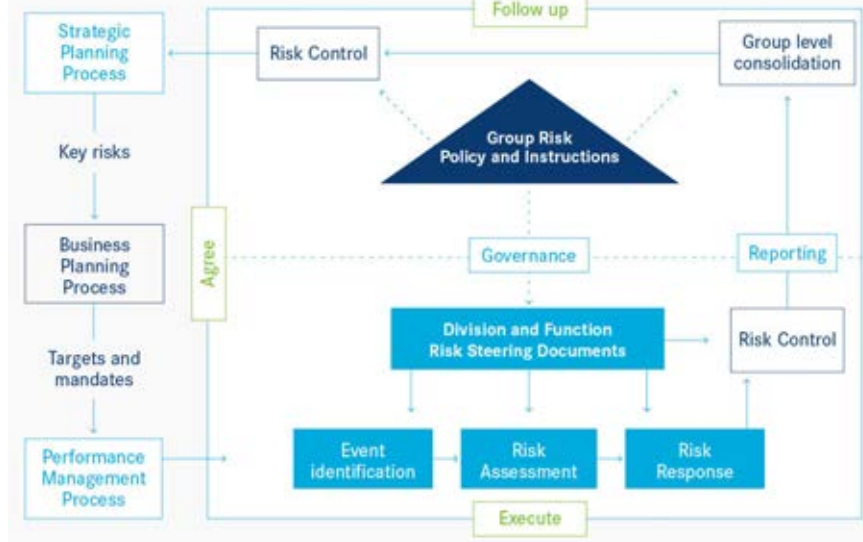 Follow up
Strategic
Planning
Process
Risk Control
Group level
consolidation
Group Risk
Policy and Instructions
Key risks
Agree
Business
Planning
Process
Governance
Reporting
Division and Function
Risk Steering Documents
Risk Control
Targets and
mandates
Event
identification
Risk
Assessment
Risk
Response
Performance
Management
Process
Execute